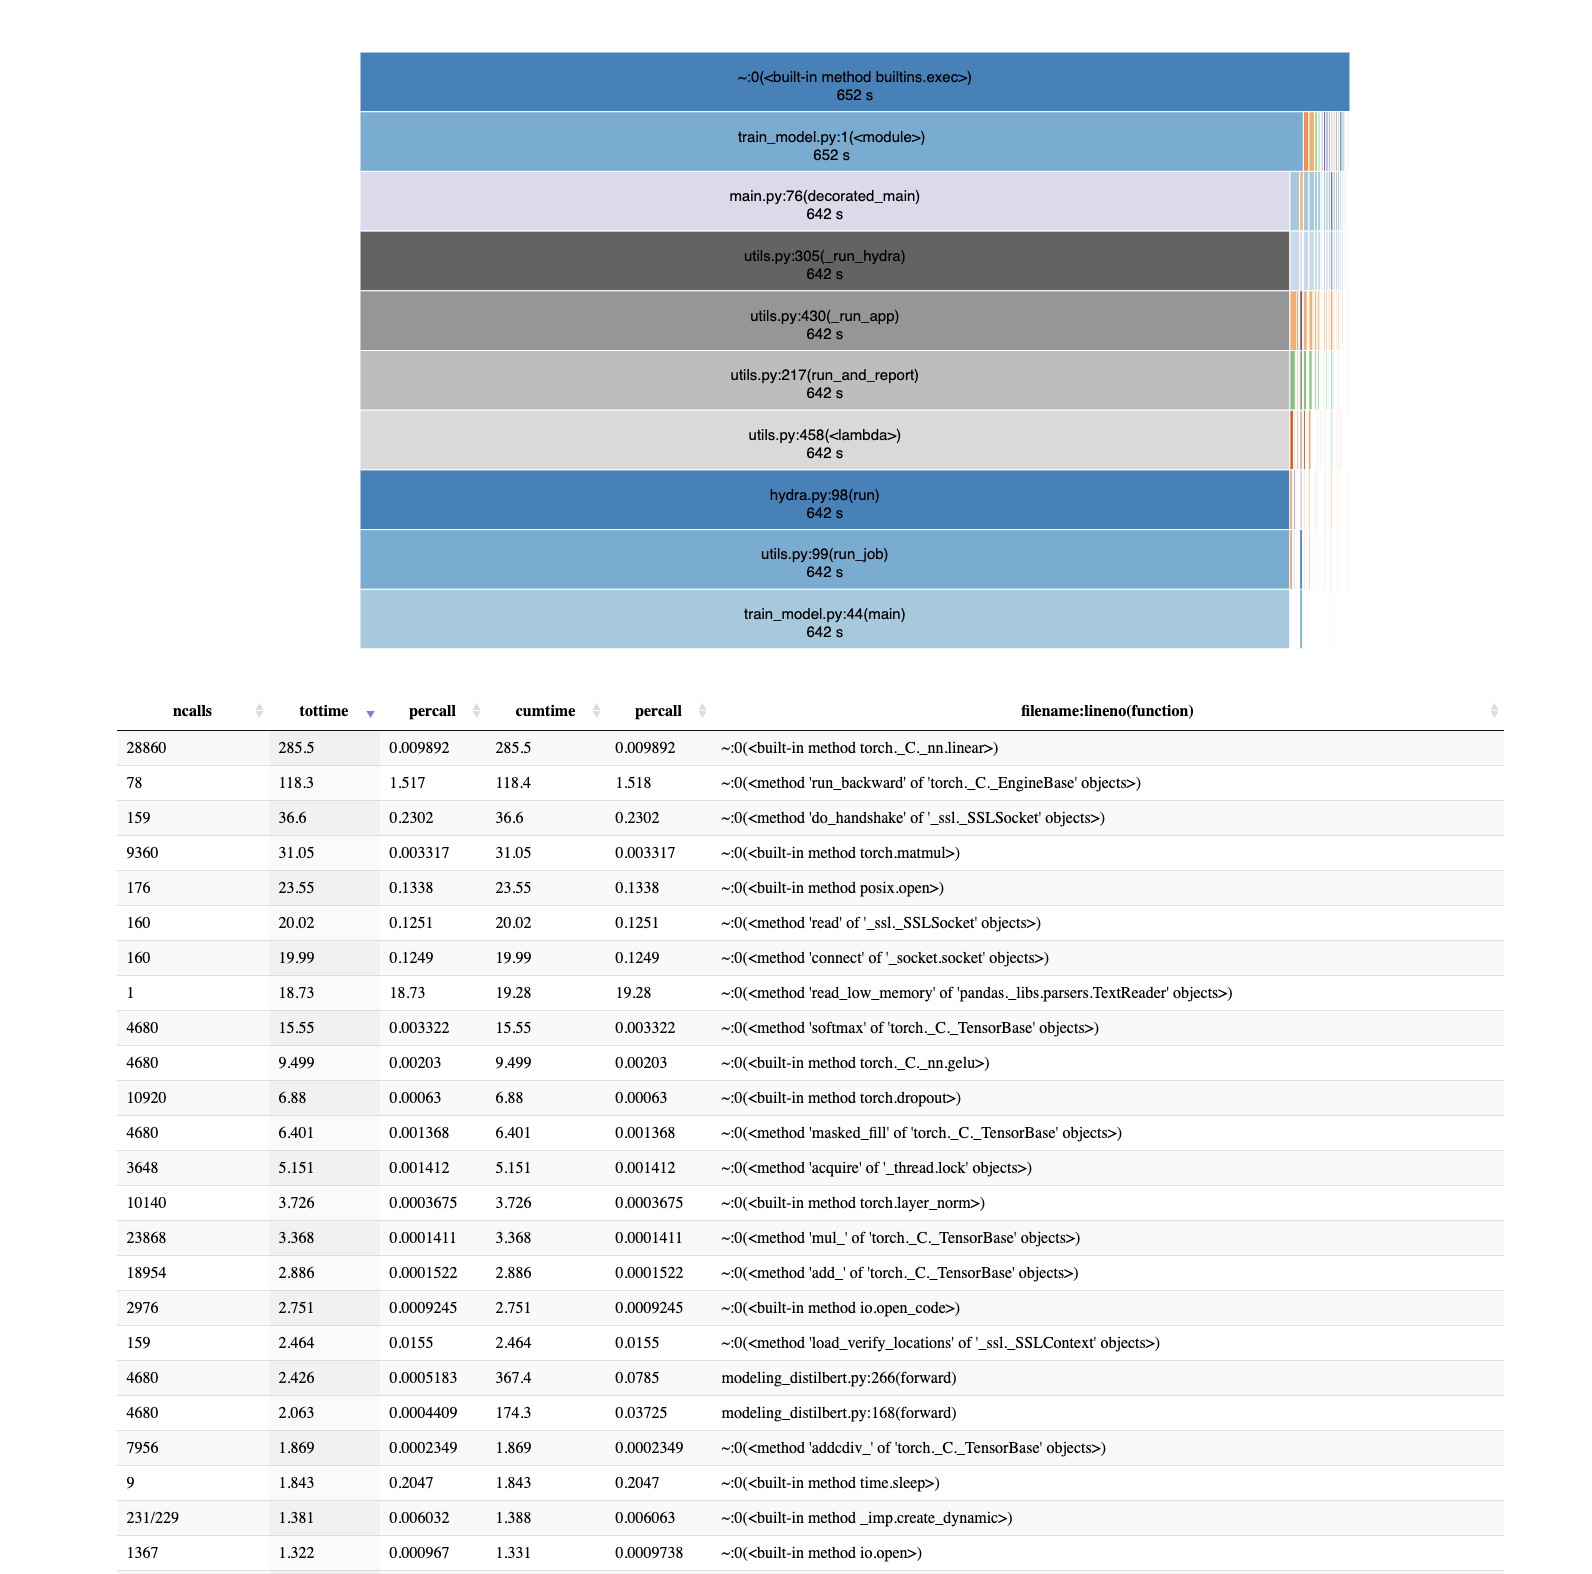 ~:0(<built-in method builtins.exec>)
652 s
train_model.py:1(<module>)
652 s
main.py:76(decorated_main)
642 s
utils.py:305(_run_hydra)
642 s
utils.py:430(_run_app)
642 s
utils.py:217(run_and_report)
642 s
utils.py:458(<lambda>)
642 s
hydra.py:98(run)
642 s
utils.py:99(run_job)
642 s
train_model.py:44(main)
642 s
ncalls tottime percall cumtime percall filename:lineno(function)
28860 285.5 0.009892 285.5 0.009892 ~:0(<built-in method torch._C._nn.linear>)
78 118.3 1.517 118.4 1.518 ~:0(<method 'run_backward' of 'torch._C._EngineBase' objects>)
159 36.6 0.2302 36.6 0.2302 ~:0(<method 'do_handshake' of '_ssl._SSLSocket' objects>)
9360 31.05 0.003317 31.05 0.003317 ~:0(<built-in method torch.matmul>)
176 23.55 0.1338 23.55 0.1338 ~:0(<built-in method posix.open>)
160 20.02 0.1251 20.02 0.1251 ~:0(<method 'read' of '_ssl._SSLSocket' objects>)
160 19.99 0.1249 19.99 0.1249 ~:0(<method 'connect' of '_socket.socket' objects>)
1 18.73 18.73 19.28 19.28 ~:0(<method 'read_low_memory' of 'pandas._libs.parsers.TextReader' objects>)
4680 15.55 0.003322 15.55 0.003322 ~:0(<method 'softmax' of 'torch._C._TensorBase' objects>)
4680 9.499 0.00203 9.499 0.00203 ~:0(<built-in method torch._C._nn.gelu>)
10920 6.88 0.00063 6.88 0.00063 ~:0(<built-in method torch.dropout>)
4680 6.401 0.001368 6.401 0.001368 ~:0(<method 'masked_fill' of 'torch._C._TensorBase' objects>)
3648 5.151 0.001412 5.151 0.001412 ~:0(<method 'acquire' of '_thread.lock' objects>)
10140 3.726 0.0003675 3.726 0.0003675 ~:0(<built-in method torch.layer_norm>)
23868 3.368 0.0001411 3.368 0.0001411 ~:0(<method 'mul_' of 'torch._C._TensorBase' objects>)
18954 2.886 0.0001522 2.886 0.0001522 ~:0(<method 'add_' of 'torch._C._TensorBase' objects>)
2976 2.751 0.0009245 2.751 0.0009245 ~:0(<built-in method io.open_code>)
159 2.464 0.0155 2.464 0.0155 ~:0(<method 'load_verify_locations' of '_ssl._SSLContext' objects>)
4680 2.426 0.0005183 367.4 0.0785 modeling_distilbert.py:266(forward)
4680 2.063 0.0004409 174.3 0.03725 modeling_distilbert.py:168(forward)
7956 1.869 0.0002349 1.869 0.0002349 ~:0(<method 'addcdiv_' of 'torch._C._TensorBase' objects>)
9 1.843 0.2047 1.843 0.2047 ~:0(<built-in method time.sleep>)
231/229 1.381 0.006032 1.388 0.006063 ~:0(<built-in method _imp.create_dynamic>)
1367 1.322 0.000967 1.331 0.0009738 ~:0(<built-in method io.open>)